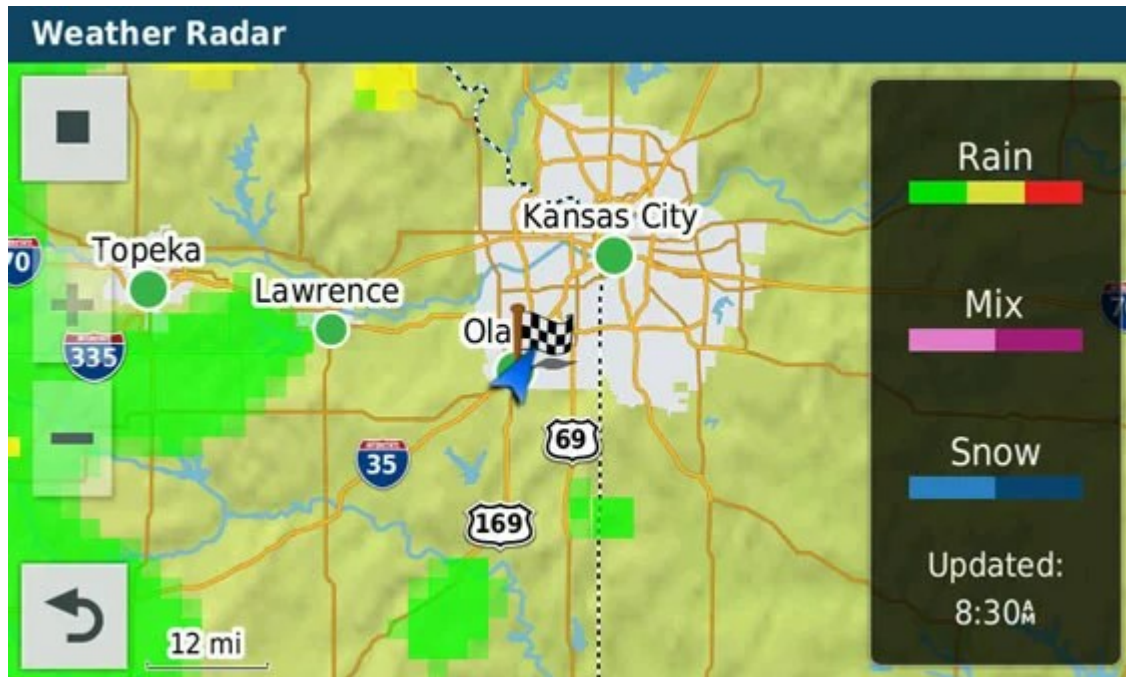 Weather Radar
Rain
Kansas City
Topeka
70
Lawrence
Mix
Ola
335
69
35
Snow
169
Updated:
8:30AM
12 mi